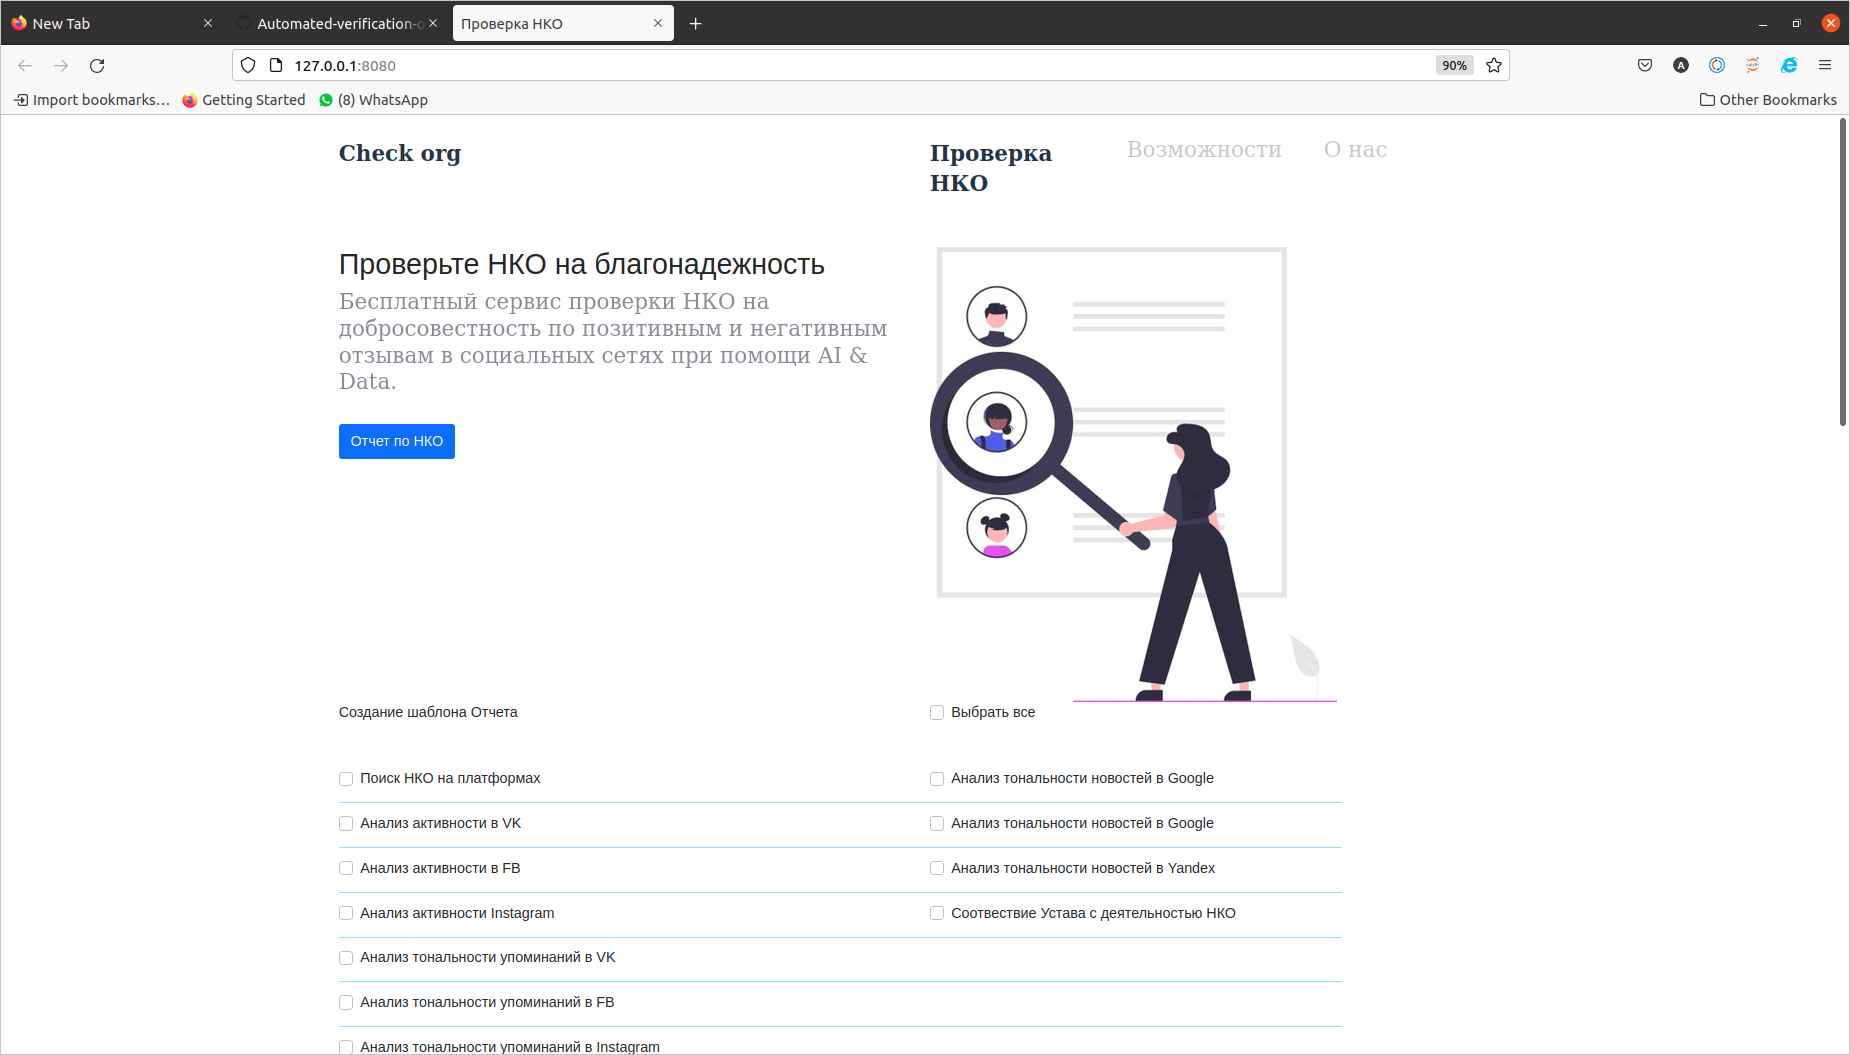 New Tab
Automated-verification-o
Проверка НКО
127.0.0.1:8080
90%
Import bookmarks…
Getting Started
(8) WhatsApp
Other Bookmarks
Check org
Проверка
НКО
Возможности
О нас
Проверьте НКО на благонадежность
Бесплатный сервис проверки НКО на
добросовестность по позитивным и негативным
отзывам в социальных сетях при помощи AI &
Data.
Отчет по НКО
Создание шаблона Отчета
Выбрать все
Поиск НКО на платформах
Анализ тональности новостей в Google
Анализ активности в VK
Анализ тональности новостей в Google
Анализ активности в FB
Анализ тональности новостей в Yandex
Анализ активности Instagram
Соотвествие Устава с деятельностью НКО
Анализ тональности упоминаний в VK
Анализ тональности упоминаний в FB
Анализ тональности упоминаний в Instagram